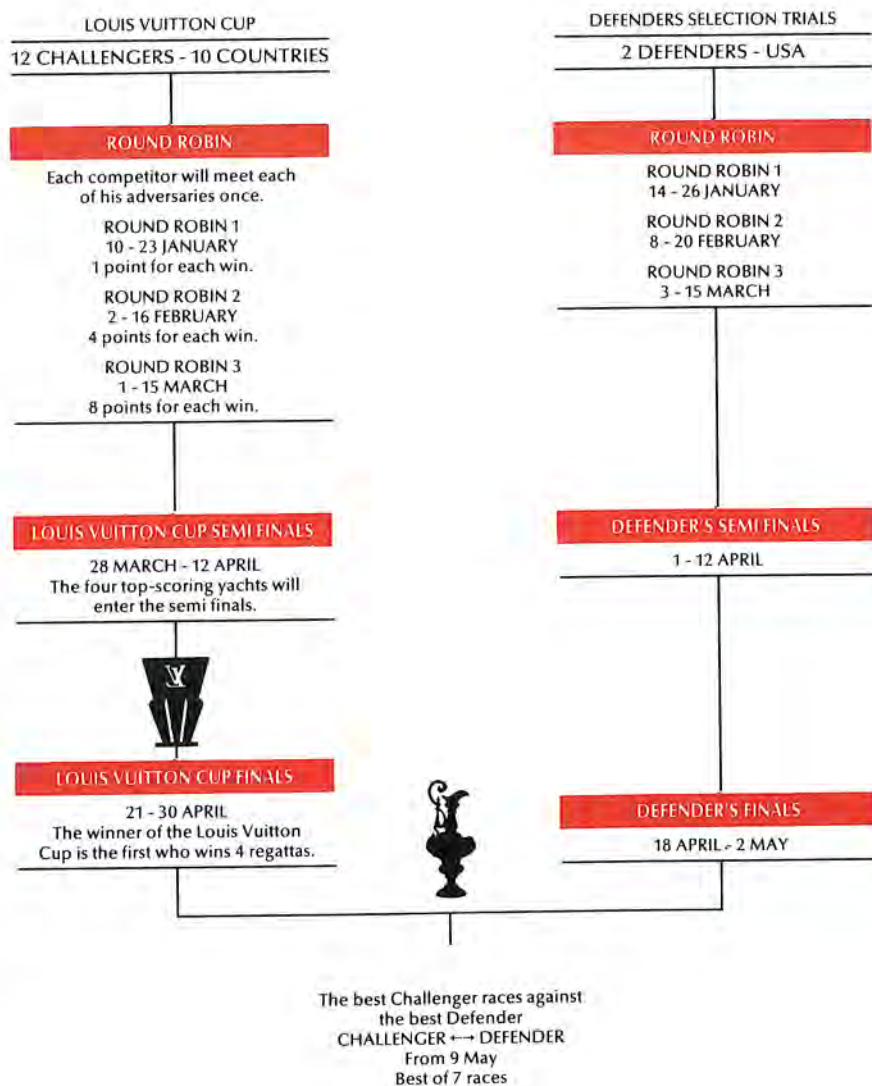 LOUIS VUITTON CUP
12 CHALLENGERS - 10 COUNTRIES
ROUND ROBIN
Each competitor will meet each
of his adversaries once.
ROUND ROBIN 1
10 - 23 JANUARY
1 point for each win.
ROUND ROBIN 2
2 - 16 FEBRUARY
4 points for each win.
ROUND ROBIN 3
1 - 15 MARCH
8 points for each win.
LOUIS VUITTON CUP SEMI FINALS
28 MARCH - 12 APRIL
The four top-scoring yachts will
enter the semi finals.
LV
LOUIS VUITTON CUP FINALS
21 - 30 APRIL
The winner of the Louis Vuitton
Cup is the first who wins 4 regattas.
DEFENDERS SELECTION TRIALS
2 DEFENDERS - USA
ROUND ROBIN
ROUND ROBIN 1
14 - 26 JANUARY
ROUND ROBIN 2
8 - 20 FEBRUARY
ROUND ROBIN 3
3 - 15 MARCH
DEFENDER'S SEMI FINALS
1 - 12 APRIL
DEFENDER'S FINALS
18 APRIL - 2 MAY
The best Challenger races against
the best Defender
CHALLENGER ←→ DEFENDER
From 9 May
Best of 7 races